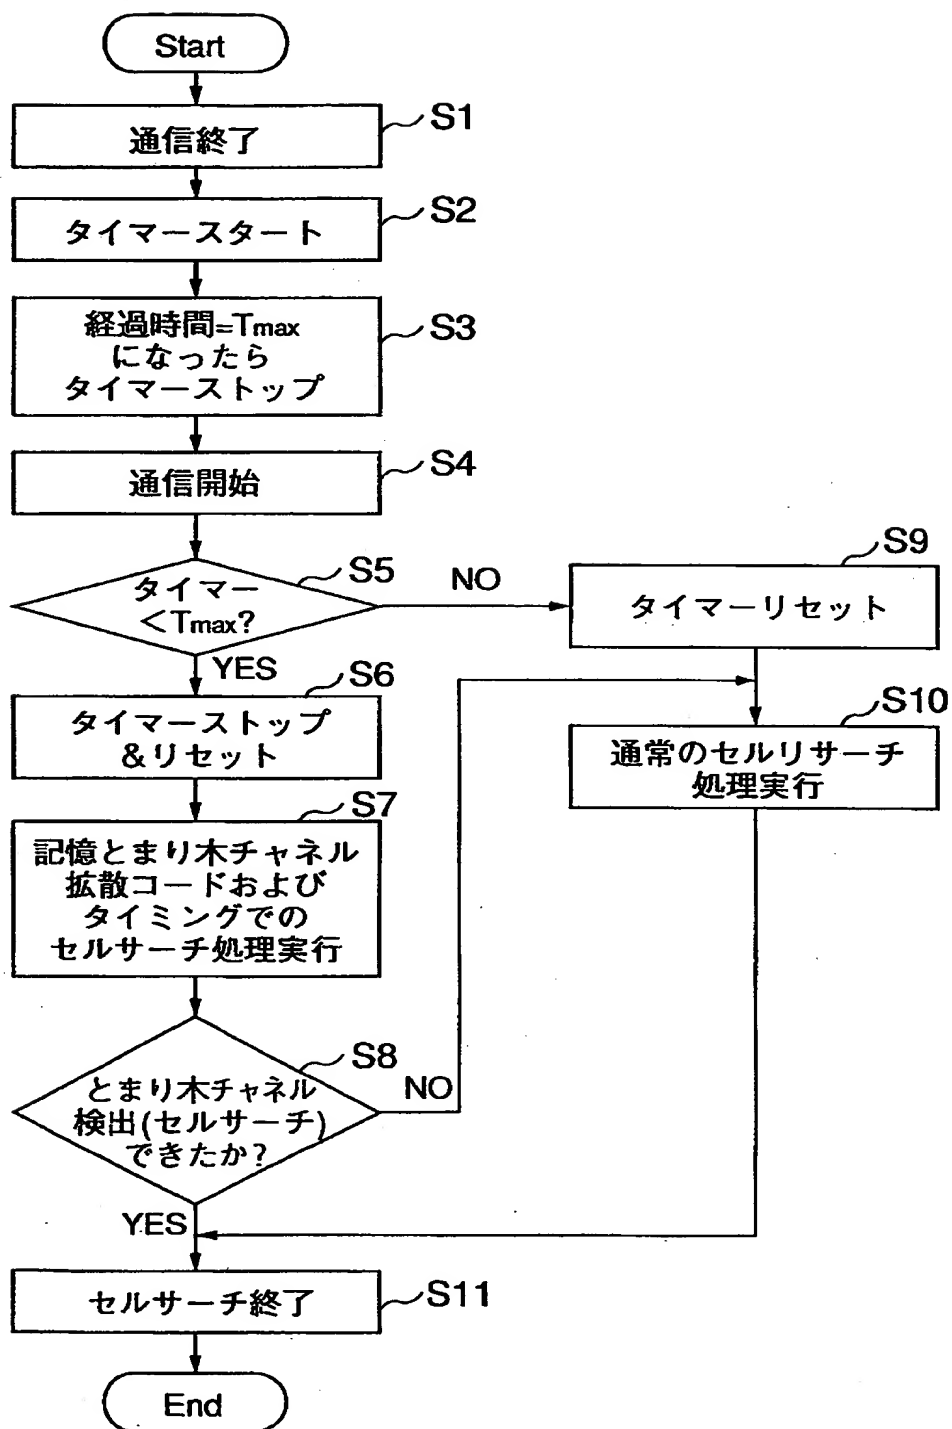 Start
通信終了
S1
タイマースタート
S2
経過時間=Tmax
になったら
タイマーストップ
S3
通信開始
S4
タイマー
<Tmax?
S5
NO
YES
タイマーリセット
S9
タイマーストップ
&リセット
S6
通常のセルリサーチ
処理実行
S10
記憶とまり木チャネル
拡散コードおよび
タイミングでの
セルサーチ処理実行
S7
とまり木チャネル
検出(セルサーチ)
できたか?
S8
NO
YES
セルサーチ終了
S11
End